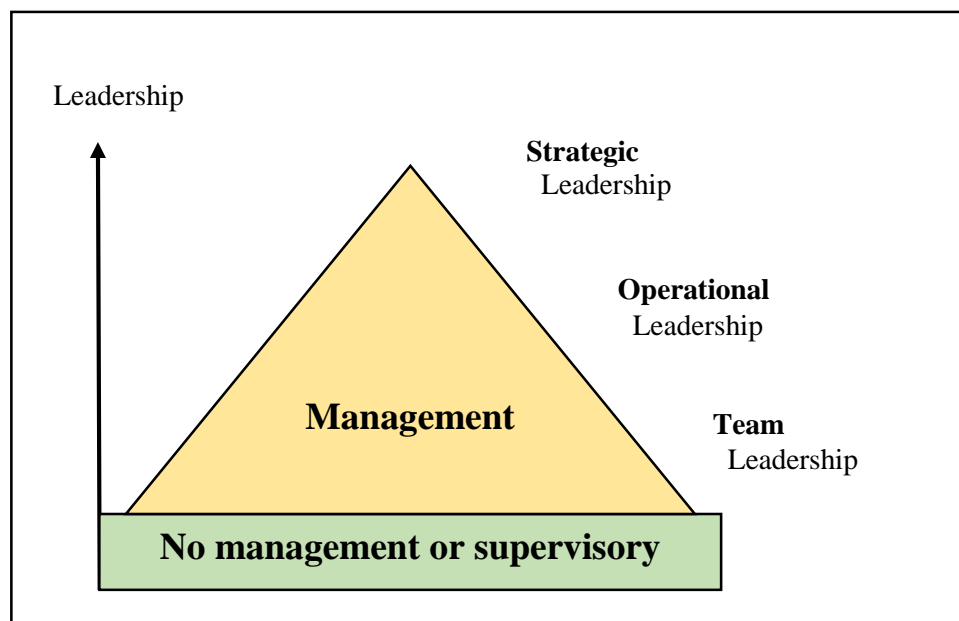 Leadership
Strategic
Leadership
Operational
Leadership
Management
Team
Leadership
No management or supervisory